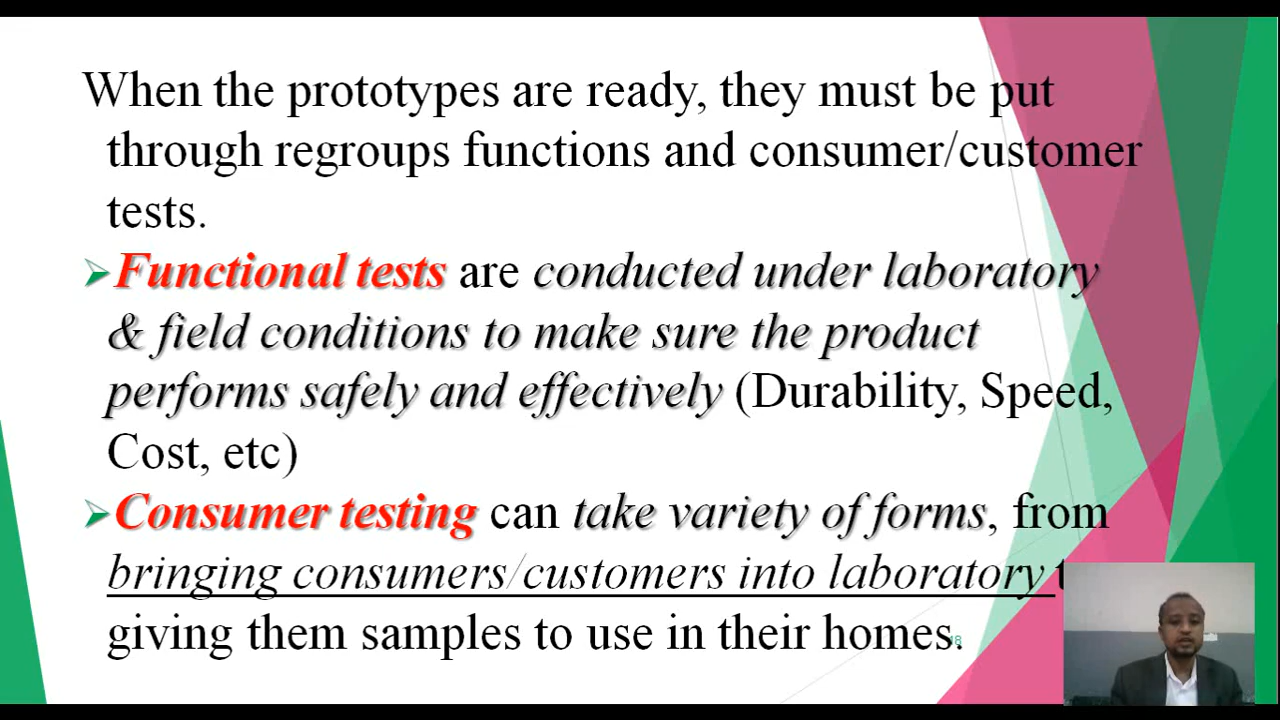 When the prototypes are ready, they must be put
through regroups functions and consumer/customer
tests.
Functional tests are conducted under laboratory
& field conditions to make sure the product
performs safely and effectively (Durability, Speed,
Cost, etc)
Consumer testing can take variety of forms, from
bringing consumers/customers into laboratory
giving them samples to use in their homes.